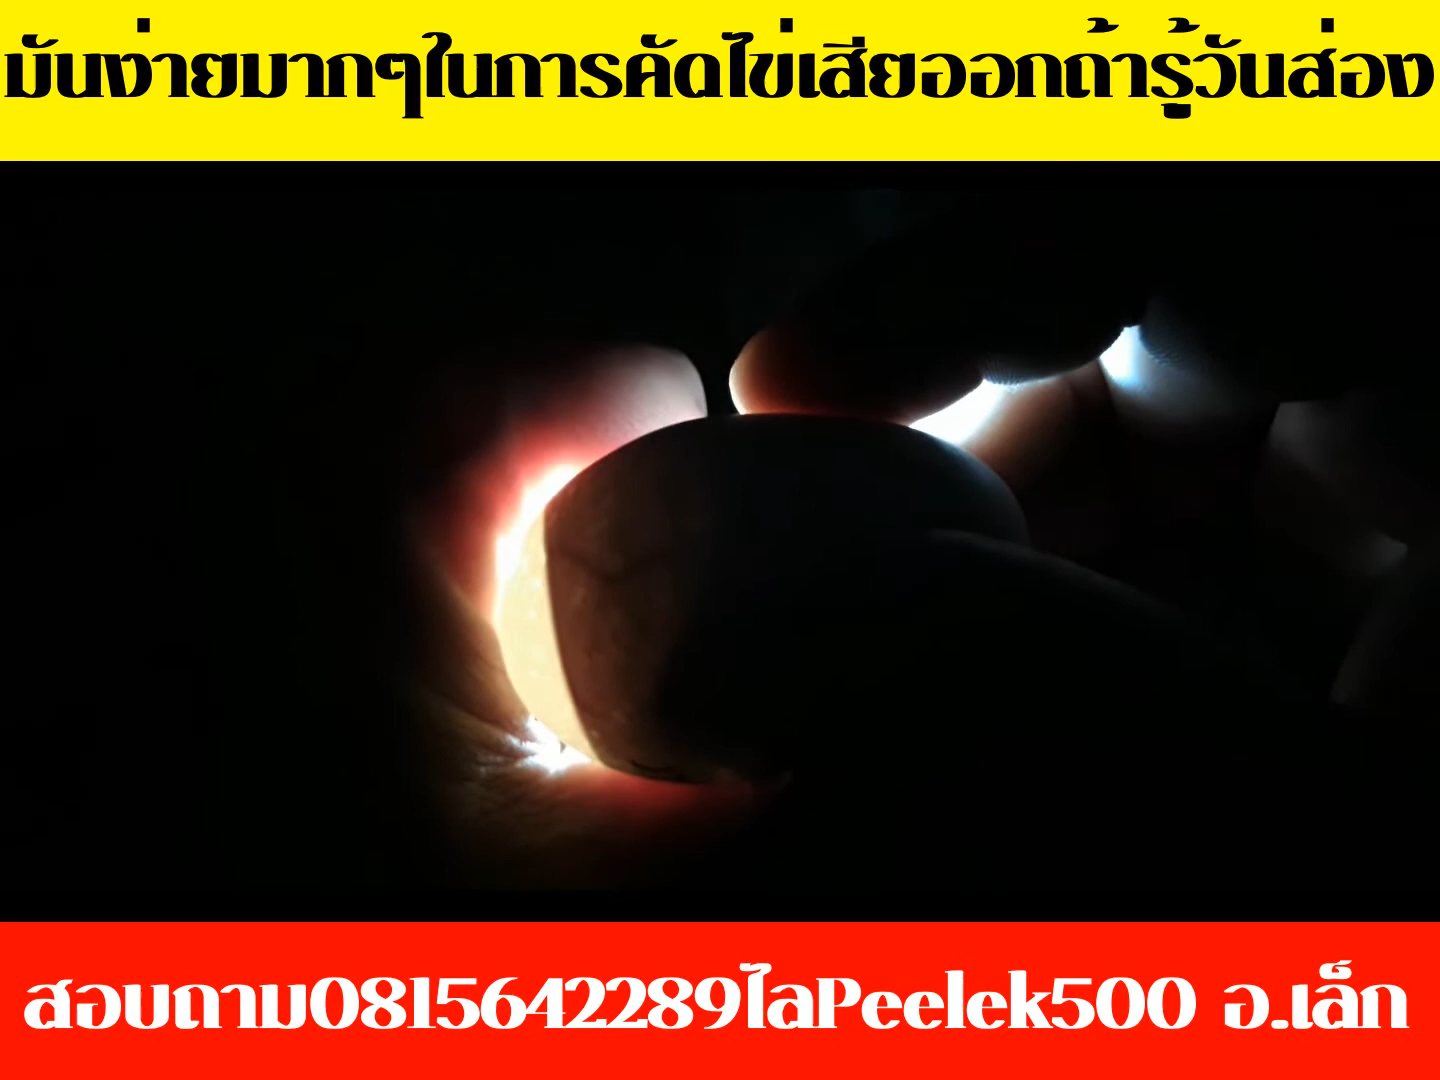 มันง่ายมากๆในการคัดไข่เสียออกถ้ารู้วันส่อง
สอบถาม0815642289ไลPeelek500 อ.เล็ก